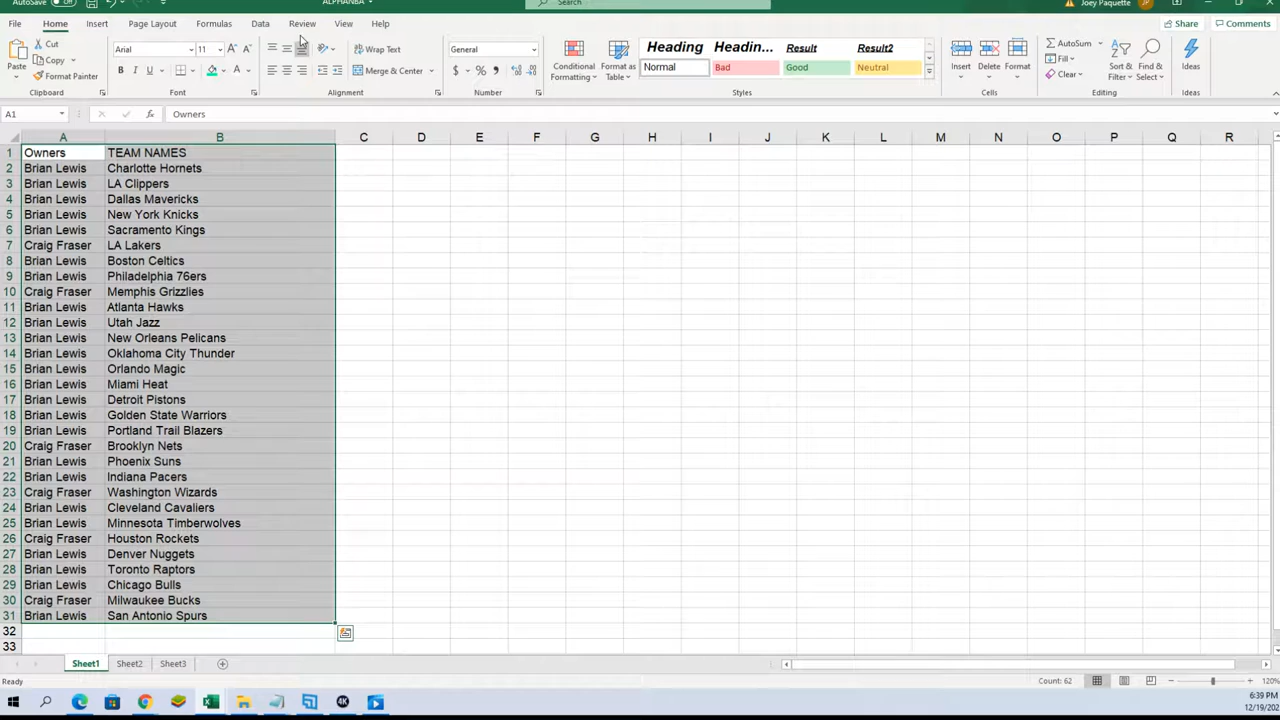 AutoSave Off ALPHANBA Search Joey Paquette JP
File Home Insert Page Layout Formulas Data Review View Help Share Comments
Paste Cut Copy Format Painter Clipboard
Arial 11 B I U A Font
Wrap Text Merge & Center Alignment
General $ % Number
Conditional Formatting Format as Table
Heading Headin... Result Result2
Normal Bad Good Neutral
Styles
Insert Delete Format Cells
AutoSum Fill Clear Sort & Filter Find & Select Editing
Ideas Ideas
A1 fx Owners
A B C D E F G H I J K L M N O P Q R
1 Owners TEAM NAMES
2 Brian Lewis Charlotte Hornets
3 Brian Lewis LA Clippers
4 Brian Lewis Dallas Mavericks
5 Brian Lewis New York Knicks
6 Brian Lewis Sacramento Kings
7 Craig Fraser LA Lakers
8 Brian Lewis Boston Celtics
9 Brian Lewis Philadelphia 76ers
10 Craig Fraser Memphis Grizzlies
11 Brian Lewis Atlanta Hawks
12 Brian Lewis Utah Jazz
13 Brian Lewis New Orleans Pelicans
14 Brian Lewis Oklahoma City Thunder
15 Brian Lewis Orlando Magic
16 Brian Lewis Miami Heat
17 Brian Lewis Detroit Pistons
18 Brian Lewis Golden State Warriors
19 Brian Lewis Portland Trail Blazers
20 Craig Fraser Brooklyn Nets
21 Brian Lewis Phoenix Suns
22 Brian Lewis Indiana Pacers
23 Craig Fraser Washington Wizards
24 Brian Lewis Cleveland Cavaliers
25 Brian Lewis Minnesota Timberwolves
26 Craig Fraser Houston Rockets
27 Brian Lewis Denver Nuggets
28 Brian Lewis Toronto Raptors
29 Brian Lewis Chicago Bulls
30 Craig Fraser Milwaukee Bucks
31 Brian Lewis San Antonio Spurs
32
33
Sheet1 Sheet2 Sheet3
Ready Count: 62 120%
4K 6:39 PM
12/19/202